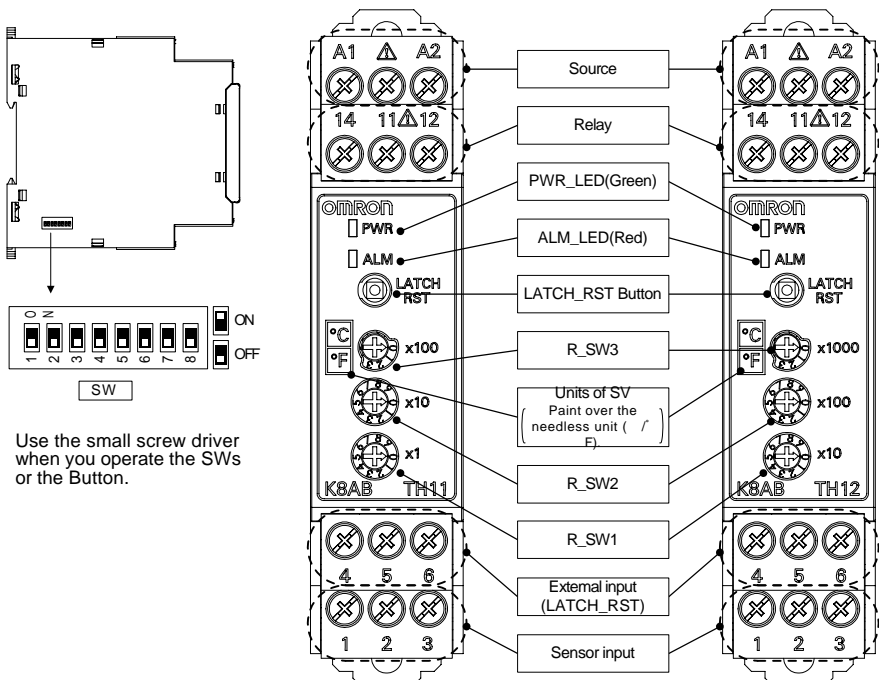 A1 A2
14 11 12
OMRON
PWR
ALM
LATCH
RST
°C
°F
x100
x10
x1
K8AB TH11
4 5 6
1 2 3
Source
Relay
PWR_LED(Green)
ALM_LED(Red)
LATCH_RST Button
R_SW3
Units of SV
Paint over the
needless unit ( /°
F).
R_SW2
R_SW1
External input
(LATCH_RST)
Sensor input
A1 A2
14 11 12
OMRON
PWR
ALM
LATCH
RST
°C
°F
x1000
x100
x10
K8AB TH12
4 5 6
1 2 3
O N
1 2 3 4 5 6 7 8
ON
OFF
SW
Use the small screw driver
when you operate the SWs
or the Button.